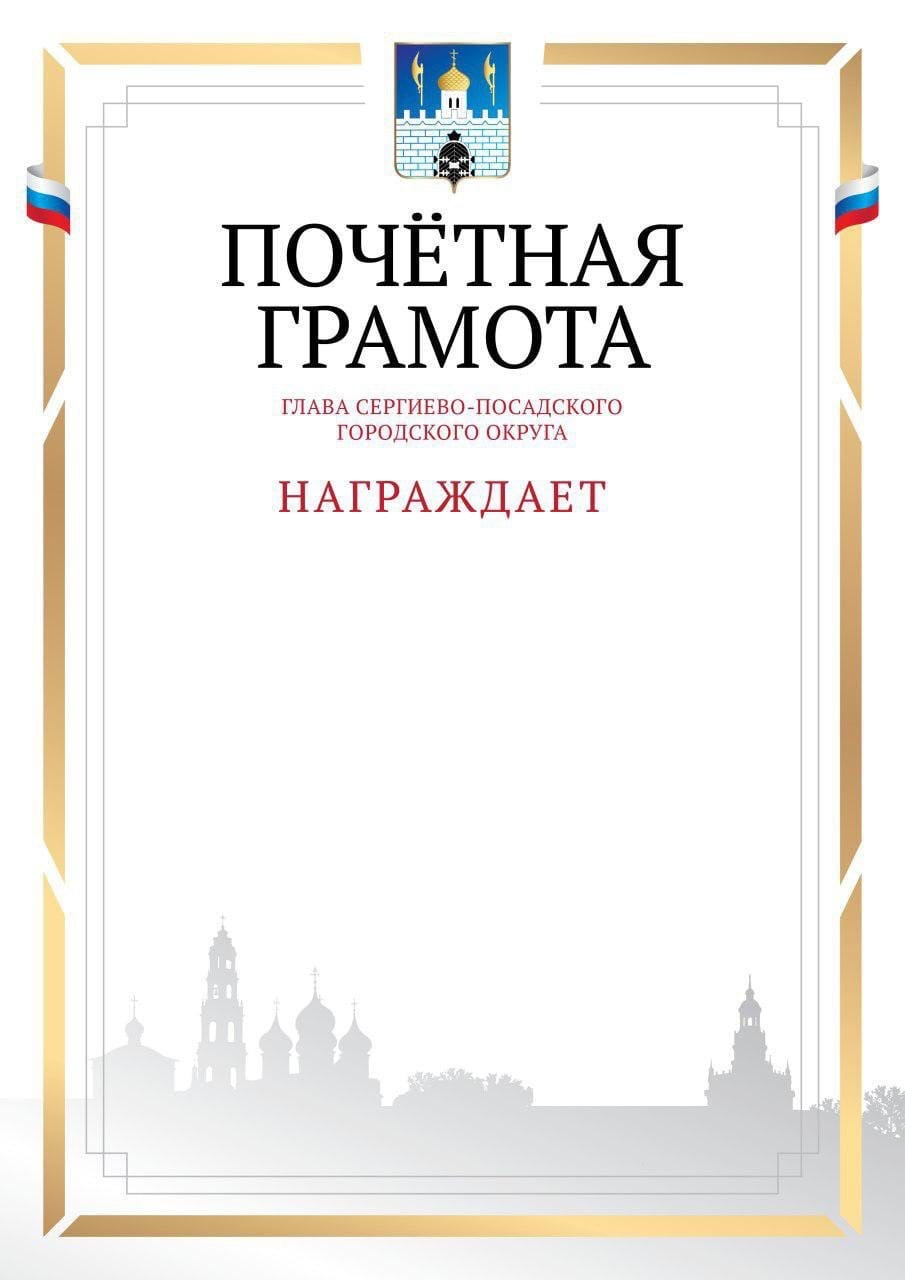 ПОЧЁТНАЯ
ГРАМОТА
ГЛАВА СЕРГИЕВО-ПОСАДСКОГО
ГОРОДСКОГО ОКРУГА
НАГРАЖДАЕТ